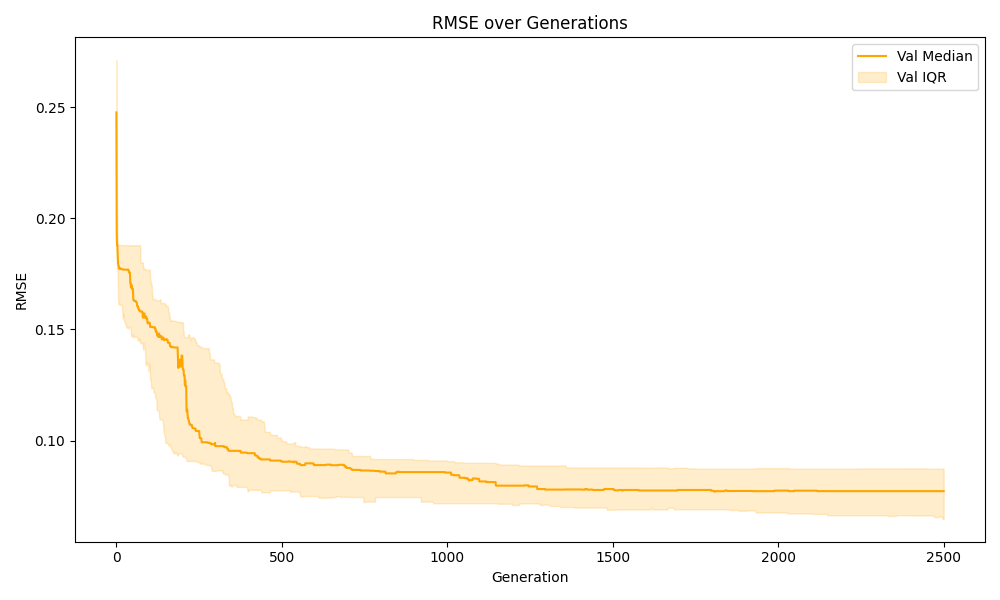 RMSE over Generations
Val Median
Val IQR
0.25
0.20
0.15
0.10
RMSE
0
500
1000
1500
2000
2500
Generation